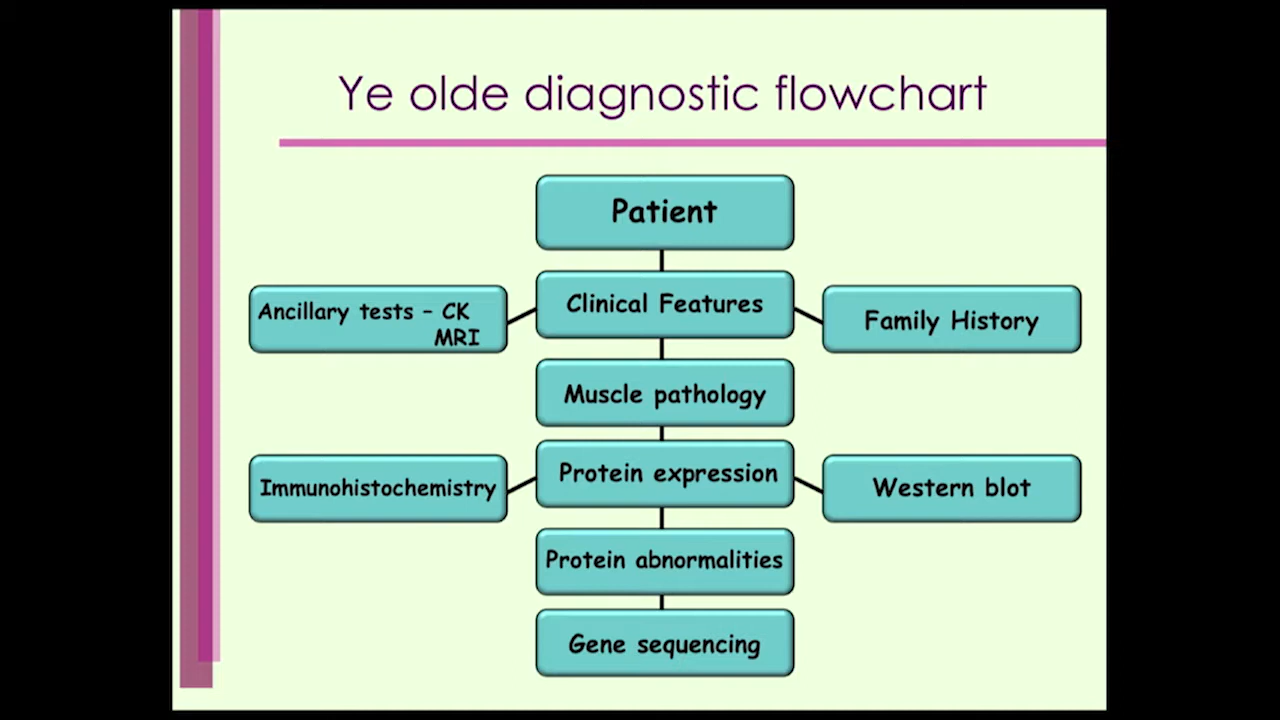 Ye olde diagnostic flowchart
Patient
Clinical Features
Ancillary tests - CK
MRI
Family History
Muscle pathology
Protein expression
Immunohistochemistry
Western blot
Protein abnormalities
Gene sequencing